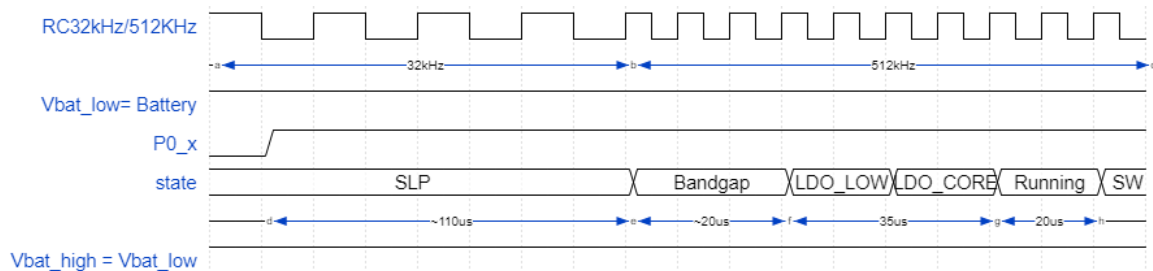 RC32kHz/512KHz
a 32kHz b 512kHz c
Vbat_low= Battery
P0_x
state SLP Bandgap LDO_LOW LDO_CORE Running SW
d ~110us e ~20us f 35us g 20us h
Vbat_high = Vbat_low